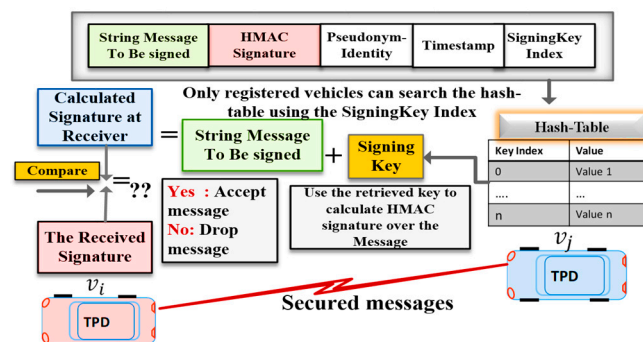 String Message
To Be signed
HMAC
Signature
Pseudonym-
Identity
Timestamp
SigningKey
Index
Only registered vehicles can search the hash-
table using the SigningKey Index
Calculated
Signature at
Receiver
=
String Message
To Be signed
+
Signing
Key
Hash-Table
Key Index Value
0 Value 1
.... ...
n Value n
Compare
=??
Yes : Accept
message
No: Drop
message
Use the retrieved key to
calculate HMAC
signature over the
Message
The Received
Signature
v_i
TPD
v_j
TPD
Secured messages